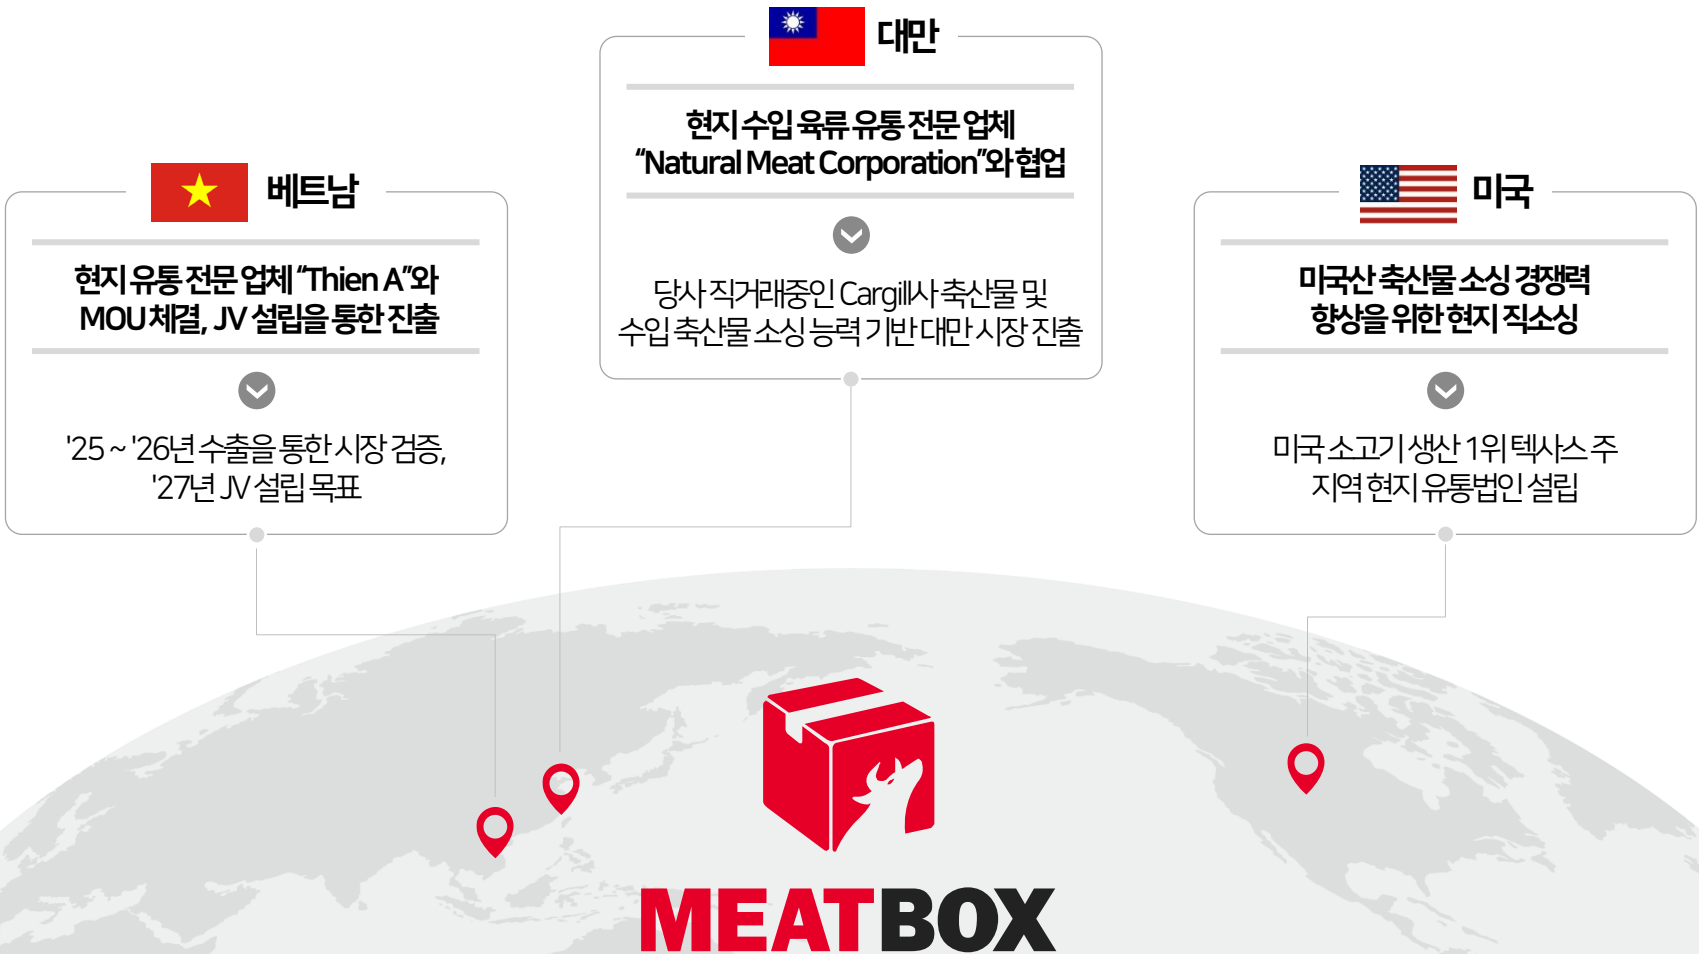 베트남
현지 유통 전문 업체 “Thien A”와
MOU 체결, JV 설립을 통한 진출
'25 ~ '26년 수출을 통한 시장 검증,
'27년 JV 설립 목표
대만
현지 수입 육류 유통 전문 업체
“Natural Meat Corporation”와 협업
당사 직거래중인 Cargill사 축산물 및
수입 축산물 소싱 능력 기반 대만 시장 진출
미국
미국산 축산물 소싱 경쟁력
향상을 위한 현지 직소싱
미국 소고기 생산 1위 텍사스 주
지역 현지 유통법인 설립
MEATBOX